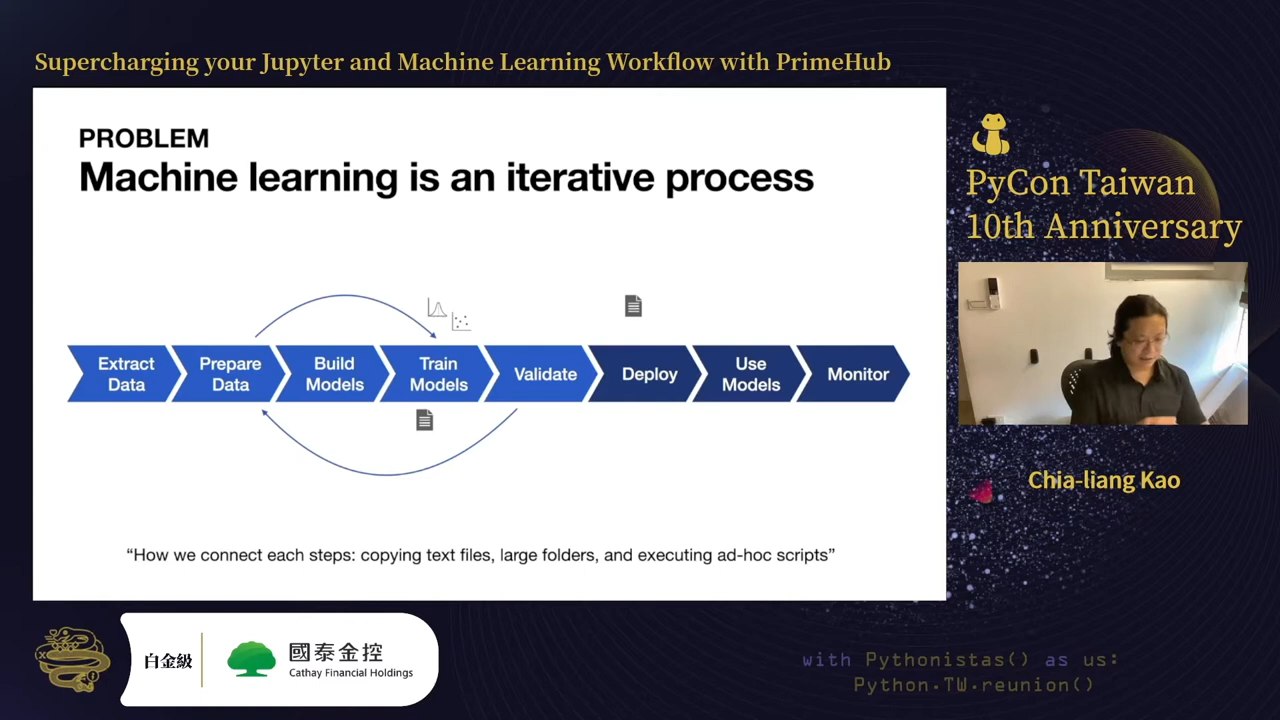 Supercharging your Jupyter and Machine Learning Workflow with PrimeHub
PROBLEM
Machine learning is an iterative process
Extract
Data
Prepare
Data
Build
Models
Train
Models
Validate
Deploy
Use
Models
Monitor
“How we connect each steps: copying text files, large folders, and executing ad-hoc scripts”
PyCon Taiwan
10th Anniversary
Chia-liang Kao
白金級
國泰金控
Cathay Financial Holdings
with Pythonistas() as us:
Python.TW.reunion()